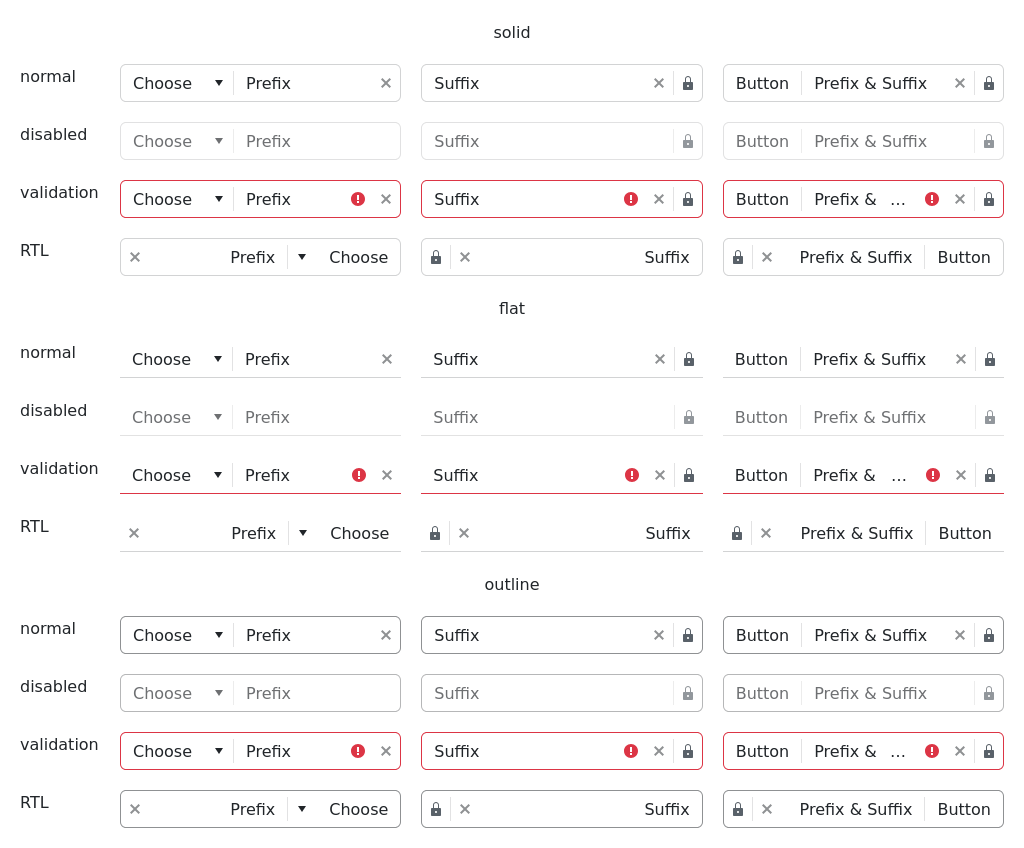 solid
normal Choose Prefix Suffix Button Prefix & Suffix
disabled Choose Prefix Suffix Button Prefix & Suffix
validation Choose Prefix Suffix Button Prefix & ...
RTL Prefix Choose Suffix Prefix & Suffix Button
flat
normal Choose Prefix Suffix Button Prefix & Suffix
disabled Choose Prefix Suffix Button Prefix & Suffix
validation Choose Prefix Suffix Button Prefix & ...
RTL Prefix Choose Suffix Prefix & Suffix Button
outline
normal Choose Prefix Suffix Button Prefix & Suffix
disabled Choose Prefix Suffix Button Prefix & Suffix
validation Choose Prefix Suffix Button Prefix & ...
RTL Prefix Choose Suffix Prefix & Suffix Button